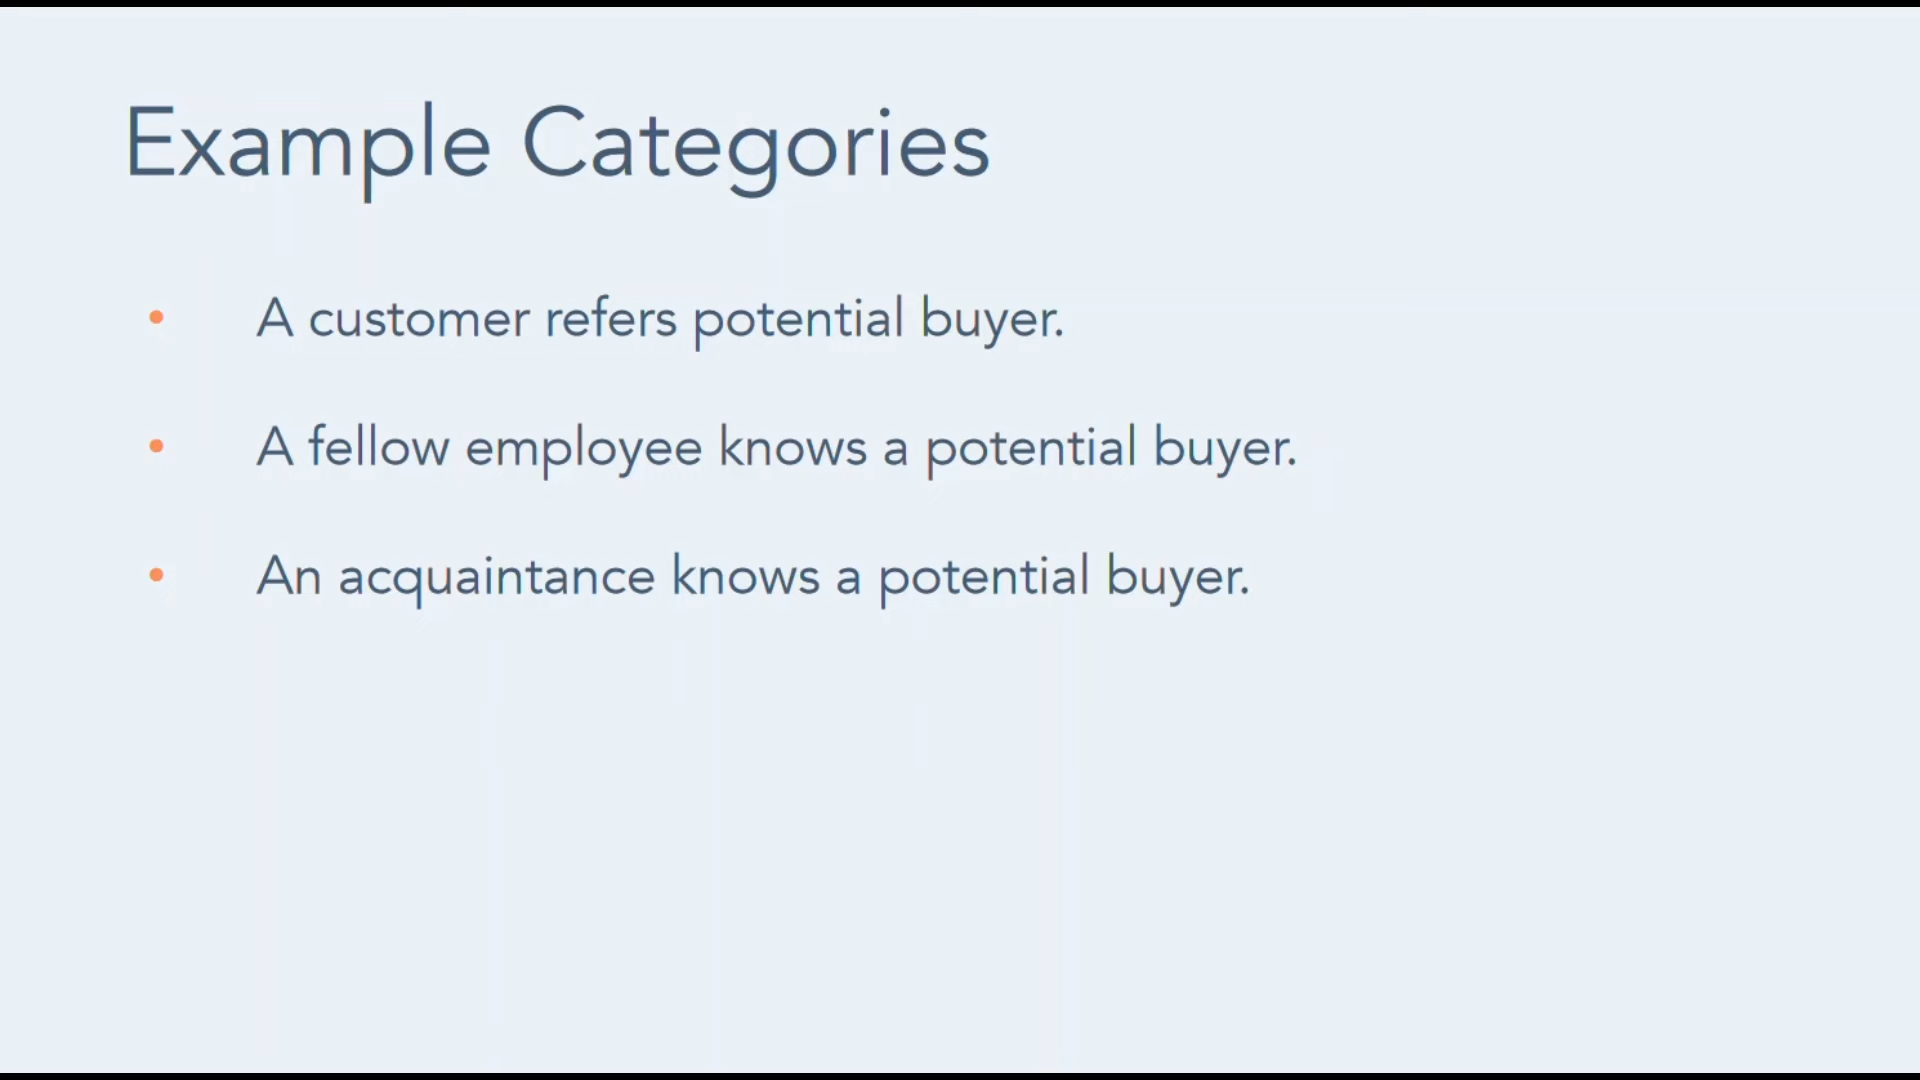 Example Categories
• A customer refers potential buyer.
• A fellow employee knows a potential buyer.
• An acquaintance knows a potential buyer.